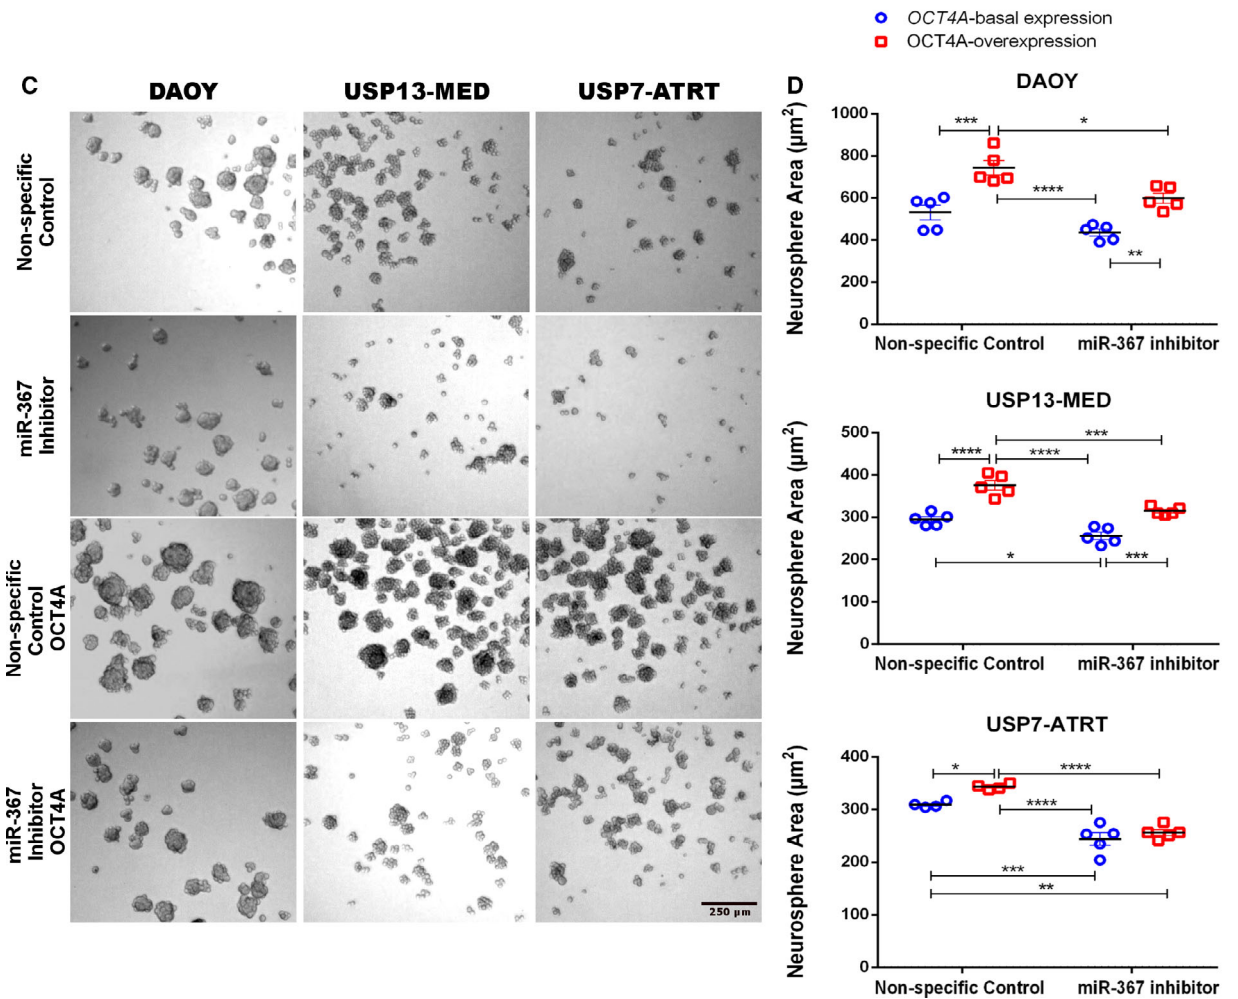 OCT4A-basal expression
OCT4A-overexpression
C
DAOY
USP13-MED
USP7-ATRT
Non-specific
Control
miR-367
Inhibitor
Non-specific
Control
OCT4A
miR-367
Inhibitor
OCT4A
250 µm
D
DAOY
Neurosphere Area (µm²)
1000
800
600
400
200
0
***
*
****
**
Non-specific Control
miR-367 inhibitor
USP13-MED
Neurosphere Area (µm²)
500
400
300
200
100
0
***
****
****
*
***
Non-specific Control
miR-367 inhibitor
USP7-ATRT
Neurosphere Area (µm²)
400
300
200
100
0
*
****
****
***
**
Non-specific Control
miR-367 inhibitor